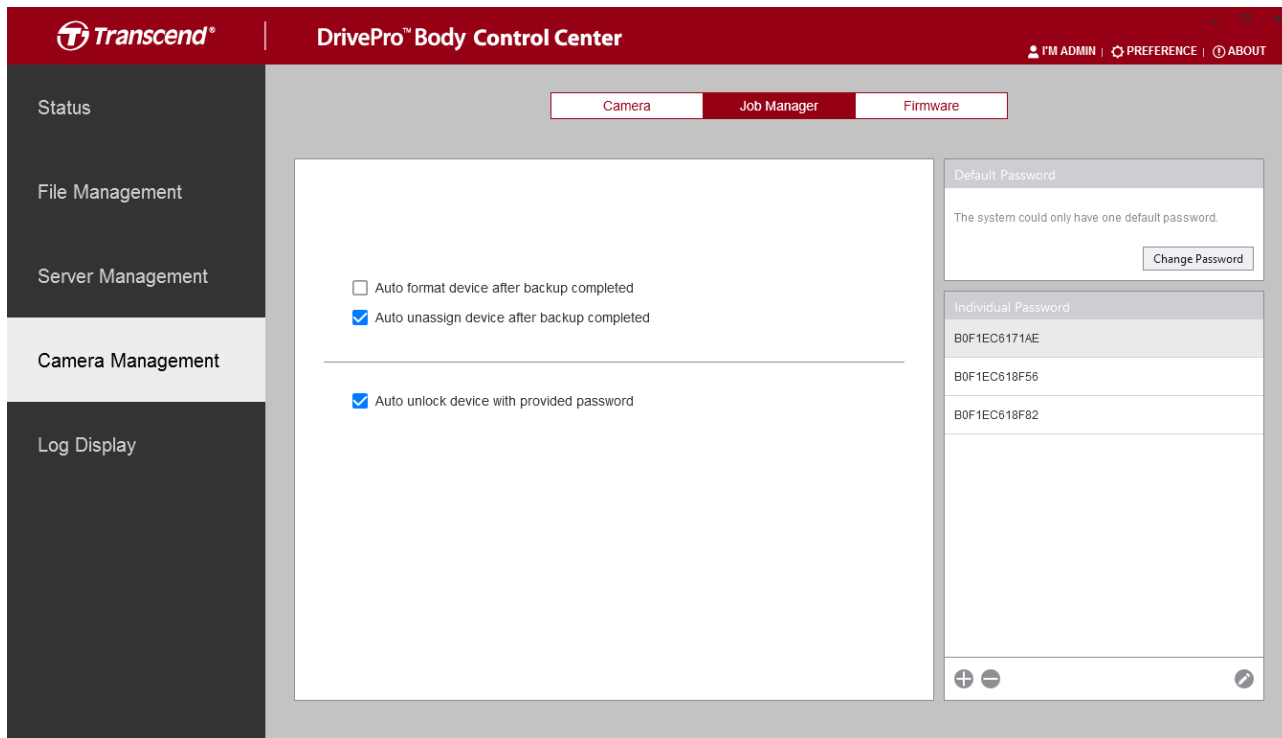 Transcend®
DrivePro™ Body Control Center
I'M ADMIN | PREFERENCE | ABOUT
Status
File Management
Server Management
Camera Management
Log Display
Camera
Job Manager
Firmware
Auto format device after backup completed
Auto unassign device after backup completed
Auto unlock device with provided password
Default Password
The system could only have one default password.
Change Password
Individual Password
B0F1EC6171AE
B0F1EC618F56
B0F1EC618F82